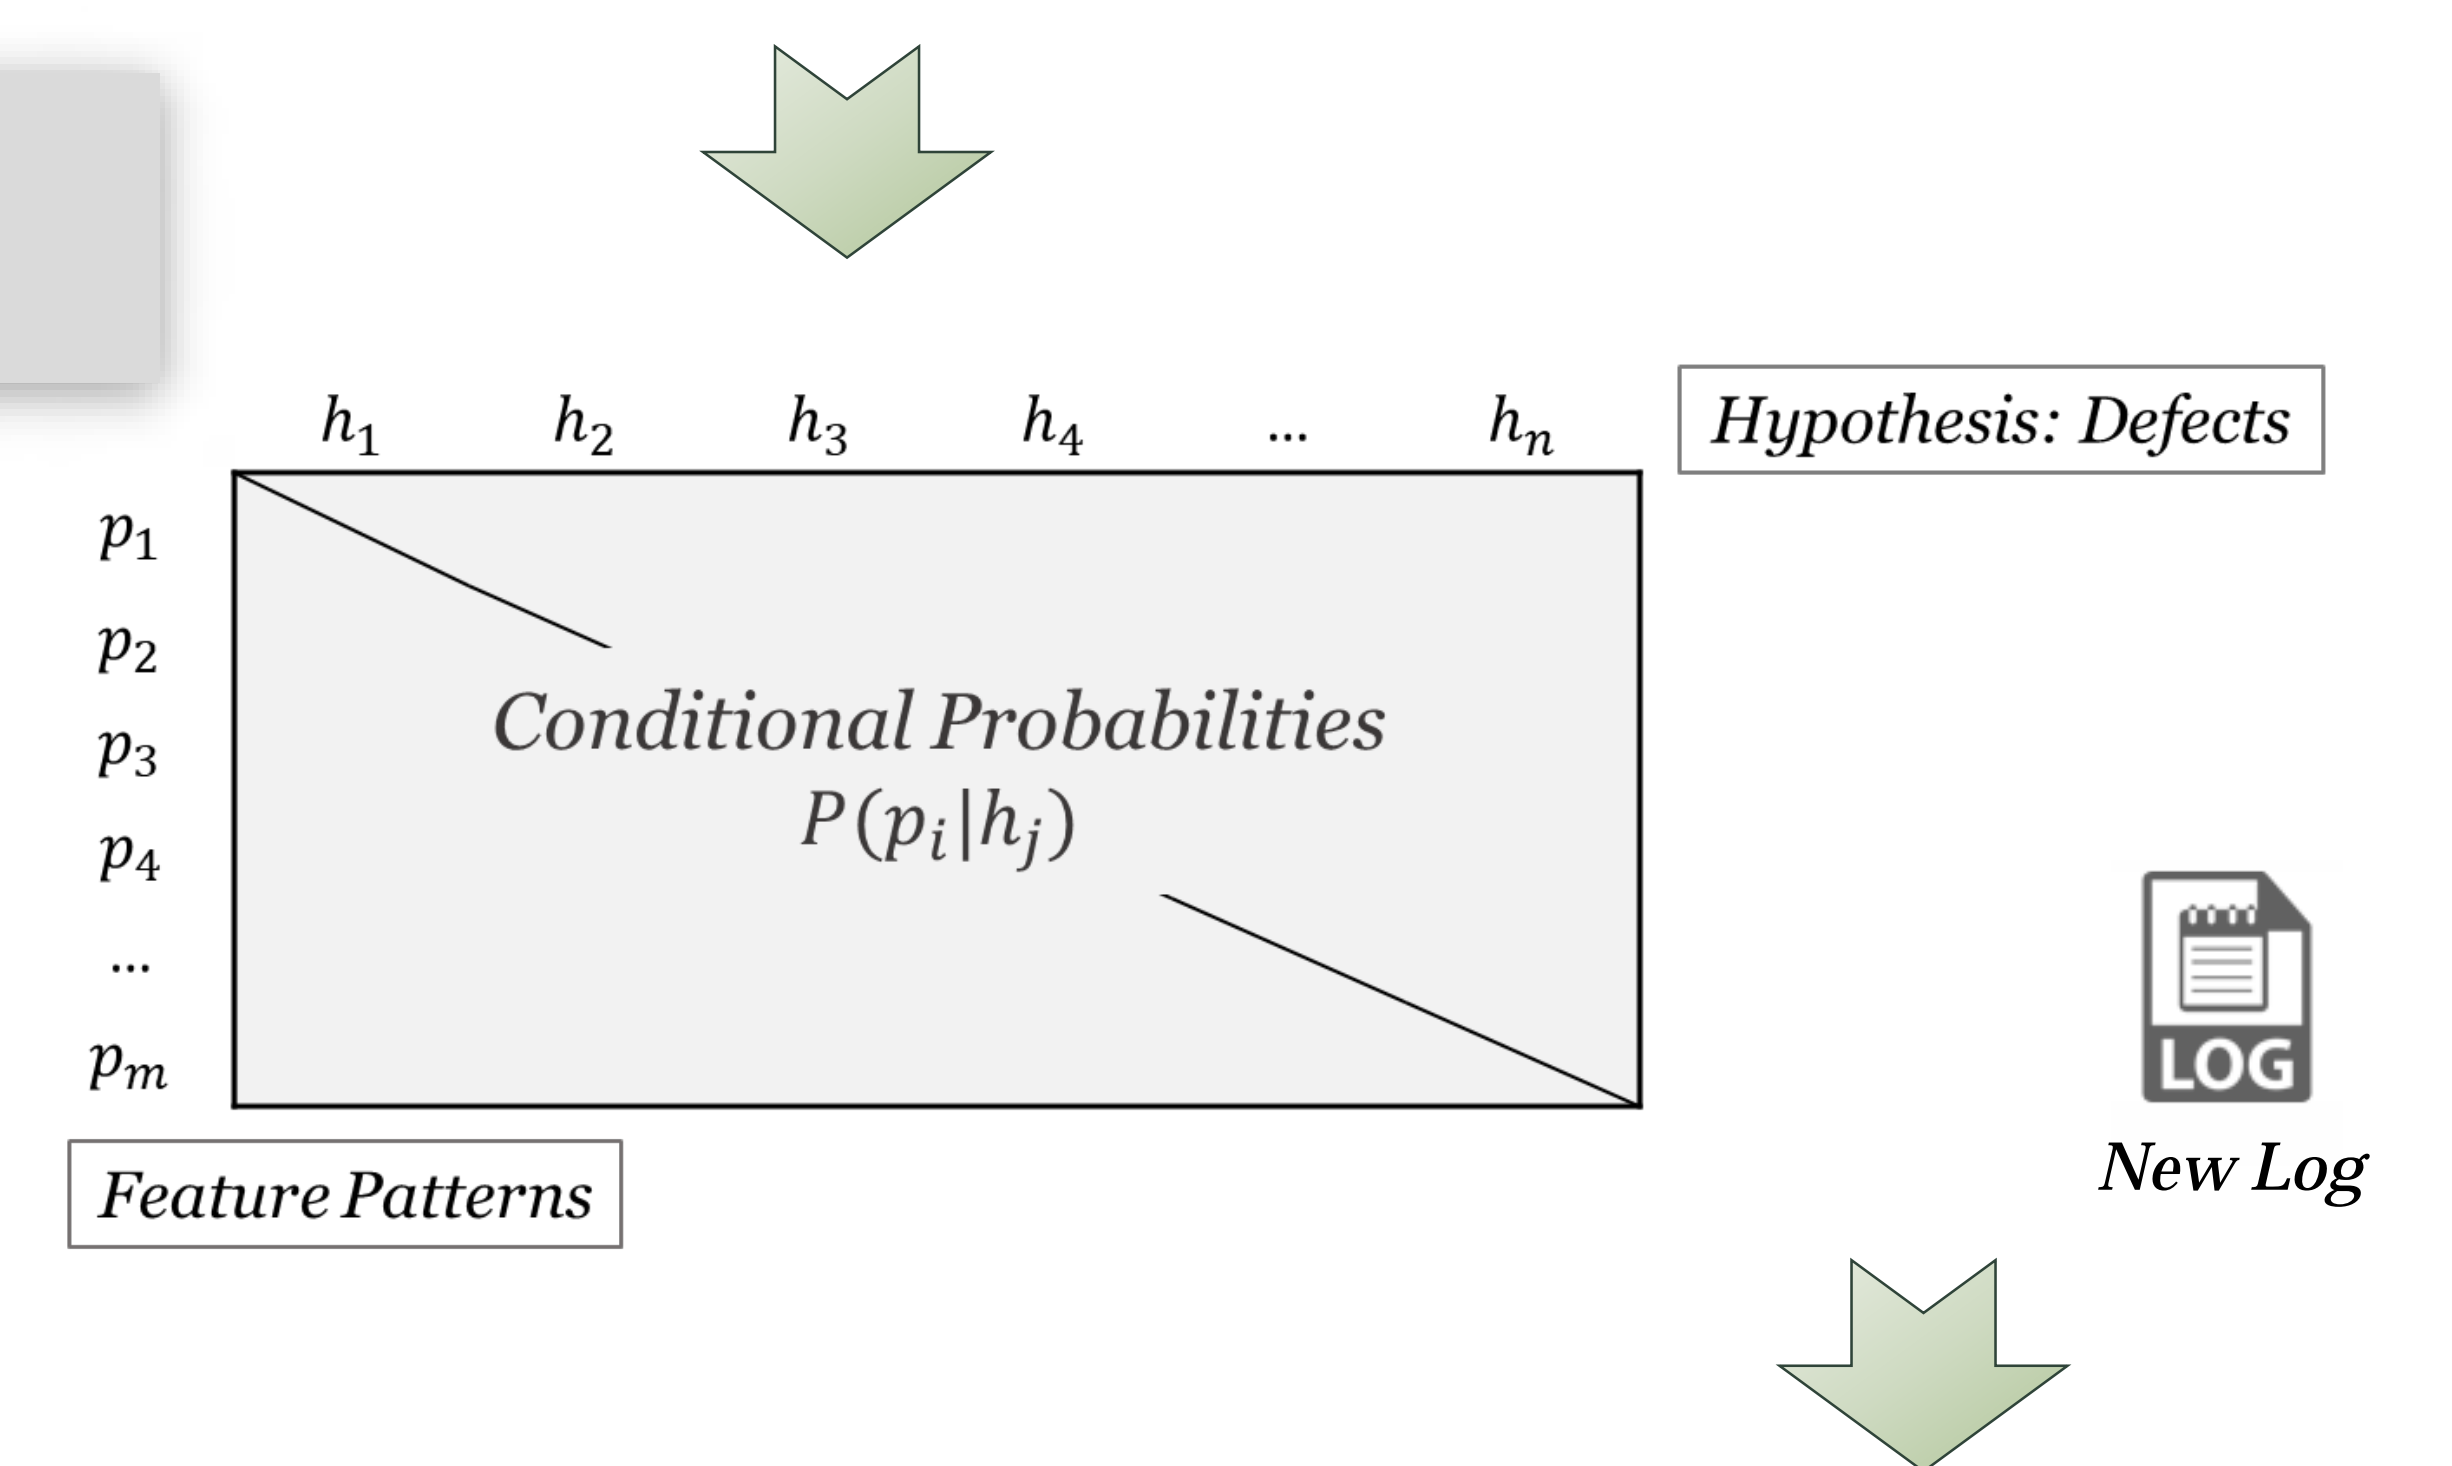 h₁ h₂ h₃ h₄ ... hₙ
Hypothesis: Defects
p₁
p₂
p₃
p₄
...
pₘ
Conditional Probabilities
P(pᵢ|hⱼ)
LOG
New Log
Feature Patterns